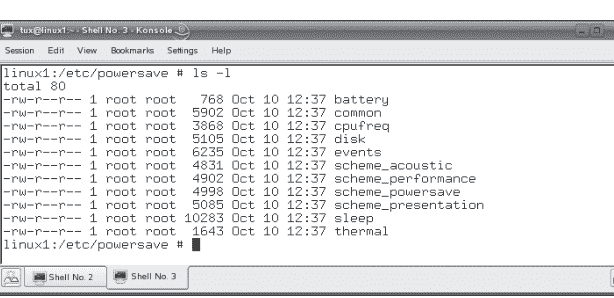 tux@linux1:~ - Shell No. 3 - Konsole
Session Edit View Bookmarks Settings Help
linux1:/etc/powersave # ls -l
total 80
-rw-r--r-- 1 root root 768 Oct 10 12:37 battery
-rw-r--r-- 1 root root 5902 Oct 10 12:37 common
-rw-r--r-- 1 root root 3868 Oct 10 12:37 cpufreq
-rw-r--r-- 1 root root 5105 Oct 10 12:37 disk
-rw-r--r-- 1 root root 6235 Oct 10 12:37 events
-rw-r--r-- 1 root root 4831 Oct 10 12:37 scheme_acoustic
-rw-r--r-- 1 root root 4902 Oct 10 12:37 scheme_performance
-rw-r--r-- 1 root root 4998 Oct 10 12:37 scheme_powersave
-rw-r--r-- 1 root root 5085 Oct 10 12:37 scheme_presentation
-rw-r--r-- 1 root root 10283 Oct 10 12:37 sleep
-rw-r--r-- 1 root root 1643 Oct 10 12:37 thermal
linux1:/etc/powersave #
Shell No. 2 Shell No. 3